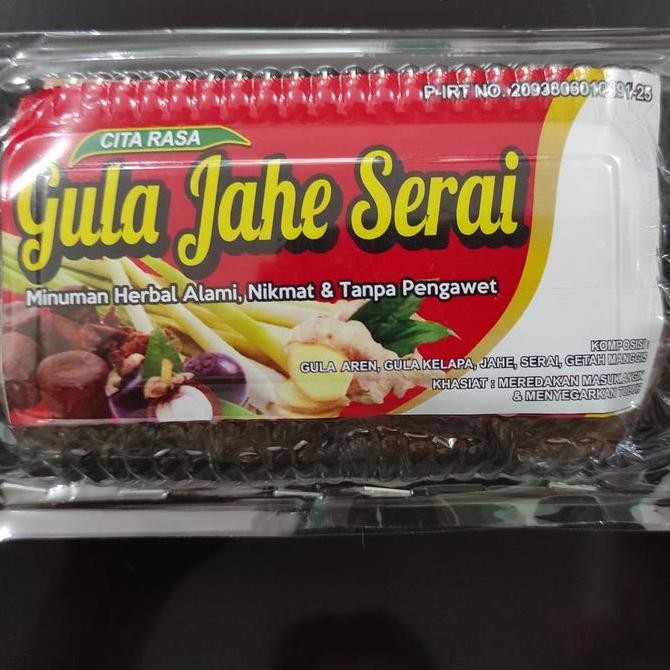 P-IRT NO.
CITA RASA
Gula Jahe Serai
Minuman Herbal Alami, Nikmat & Tanpa Pengawet
KOMPOSISI :
GULA AREN, GULA KELAPA, JAHE, SERAI, GETAH MANGGIS
KHASIAT : MEREDAKAN
& MENYEGARKAN